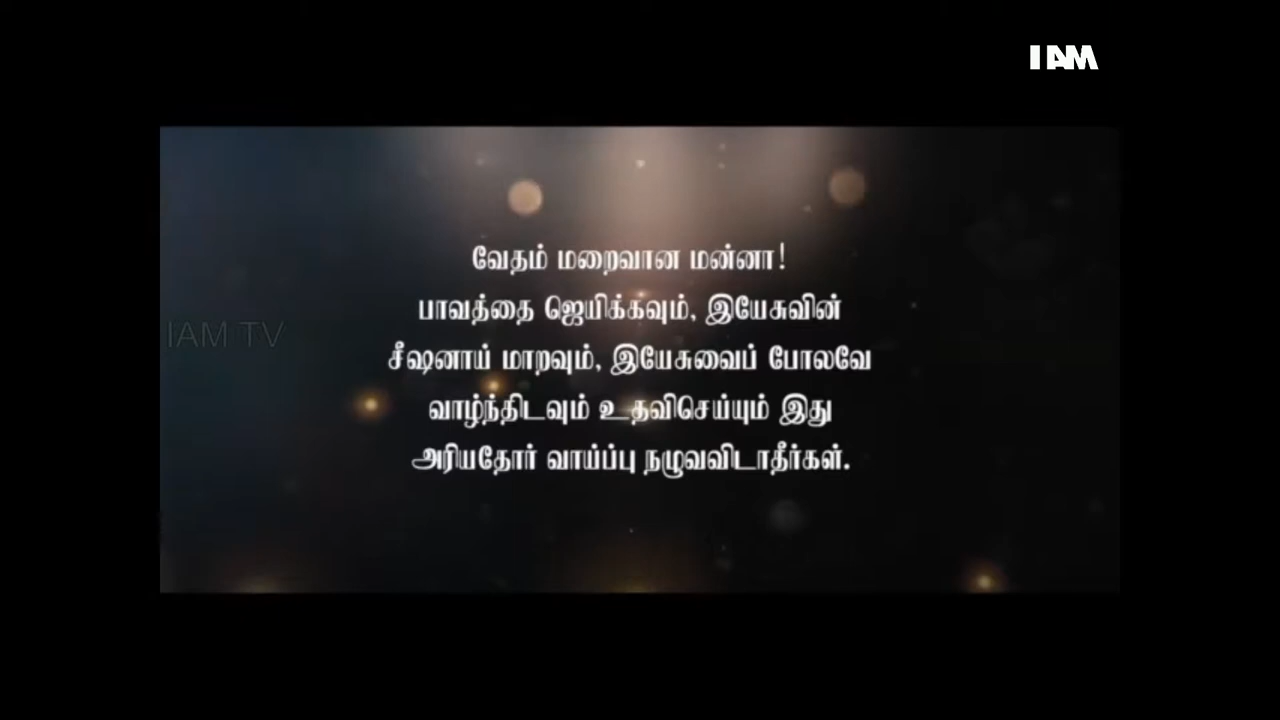 I AM
வேதம் மறைவான மன்னா!
பாவத்தை ஜெயிக்கவும், இயேசுவின்
IAM TV
சீஷனாய் மாறவும், இயேசுவைப் போலவே
வாழ்ந்திடவும் உதவிசெய்யும் இது
அரியதோர் வாய்ப்பு நழுவவிடாதீர்கள்.